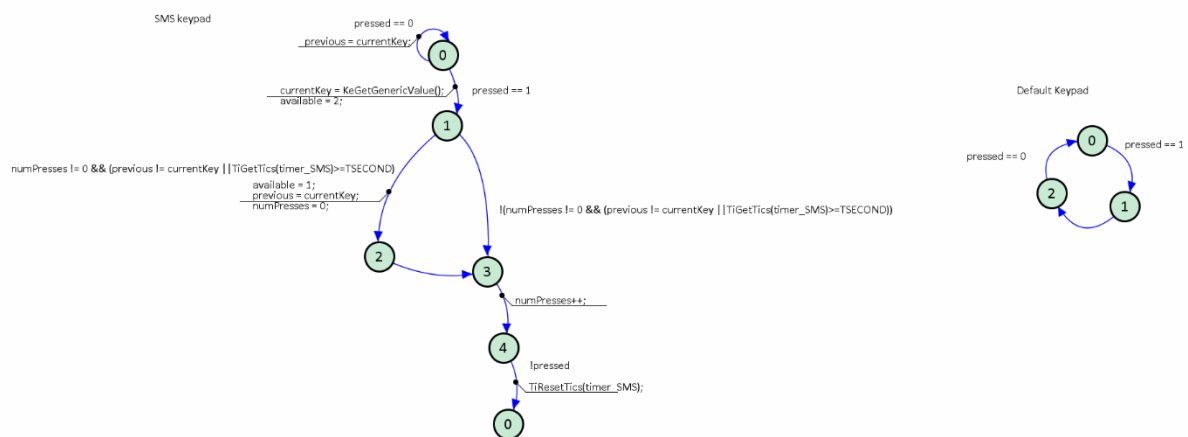 SMS keypad
pressed == 0
previous = currentKey;
0
currentKey = KeGetGenericValue();
available = 2;
pressed == 1
1
numPresses != 0 && (previous != currentKey ||TiGetTics(timer_SMS)>=TSECOND)
available = 1;
previous = currentKey;
numPresses = 0;
!(numPresses != 0 && (previous != currentKey ||TiGetTics(timer_SMS)>=TSECOND))
2
3
numPresses++;
4
!pressed
TiResetTics(timer_SMS);
0
Default Keypad
0
pressed == 1
pressed == 0
2
1